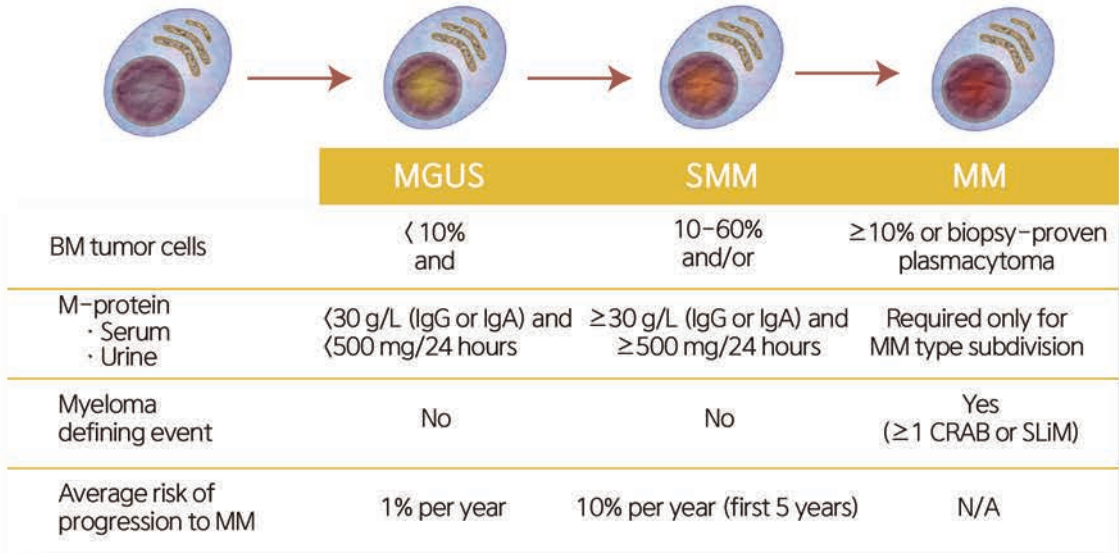 MGUS SMM MM
BM tumor cells
<10%
and
10-60%
and/or
≥10% or biopsy-proven
plasmacytoma
M-protein
· Serum
· Urine
<30 g/L (IgG or IgA) and
<500 mg/24 hours
≥30 g/L (IgG or IgA) and
≥500 mg/24 hours
Required only for
MM type subdivision
Myeloma
defining event
No
No
Yes
(≥1 CRAB or SLiM)
Average risk of
progression to MM
1% per year
10% per year (first 5 years)
N/A